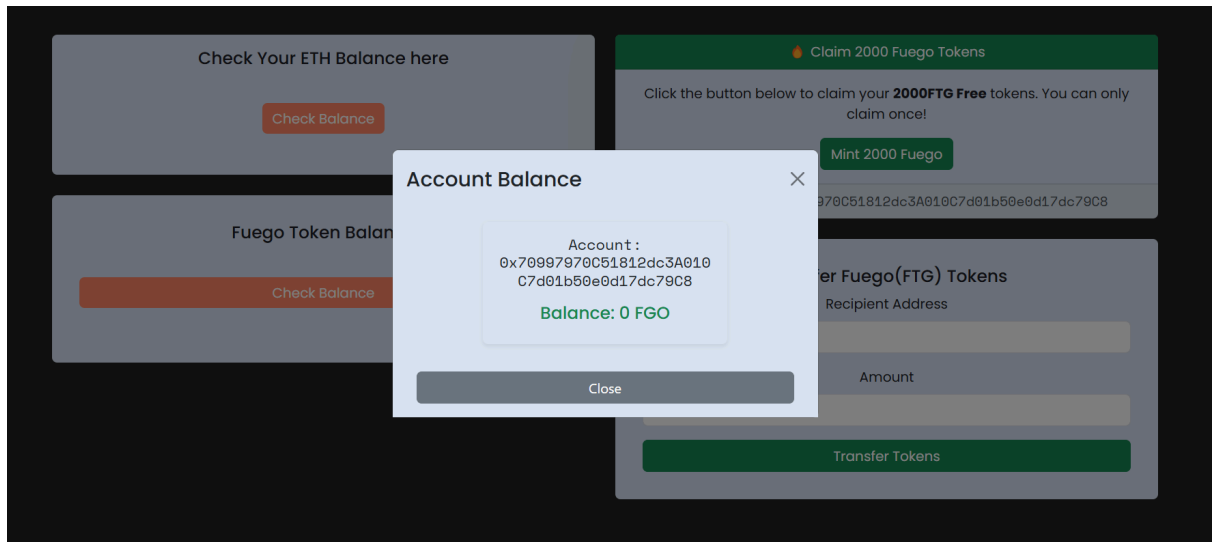 Check Your ETH Balance here
Check Balance
Fuego Token Balan
Check Balance
Claim 2000 Fuego Tokens
Click the button below to claim your 2000FTG Free tokens. You can only
claim once!
Mint 2000 Fuego
970C51812dc3A010C7d01b50e0d17dc79C8
er Fuego(FTG) Tokens
Recipient Address
Amount
Transfer Tokens
Account Balance
Account:
0x70997970C51812dc3A010
C7d01b50e0d17dc79C8
Balance: 0 FGO
Close